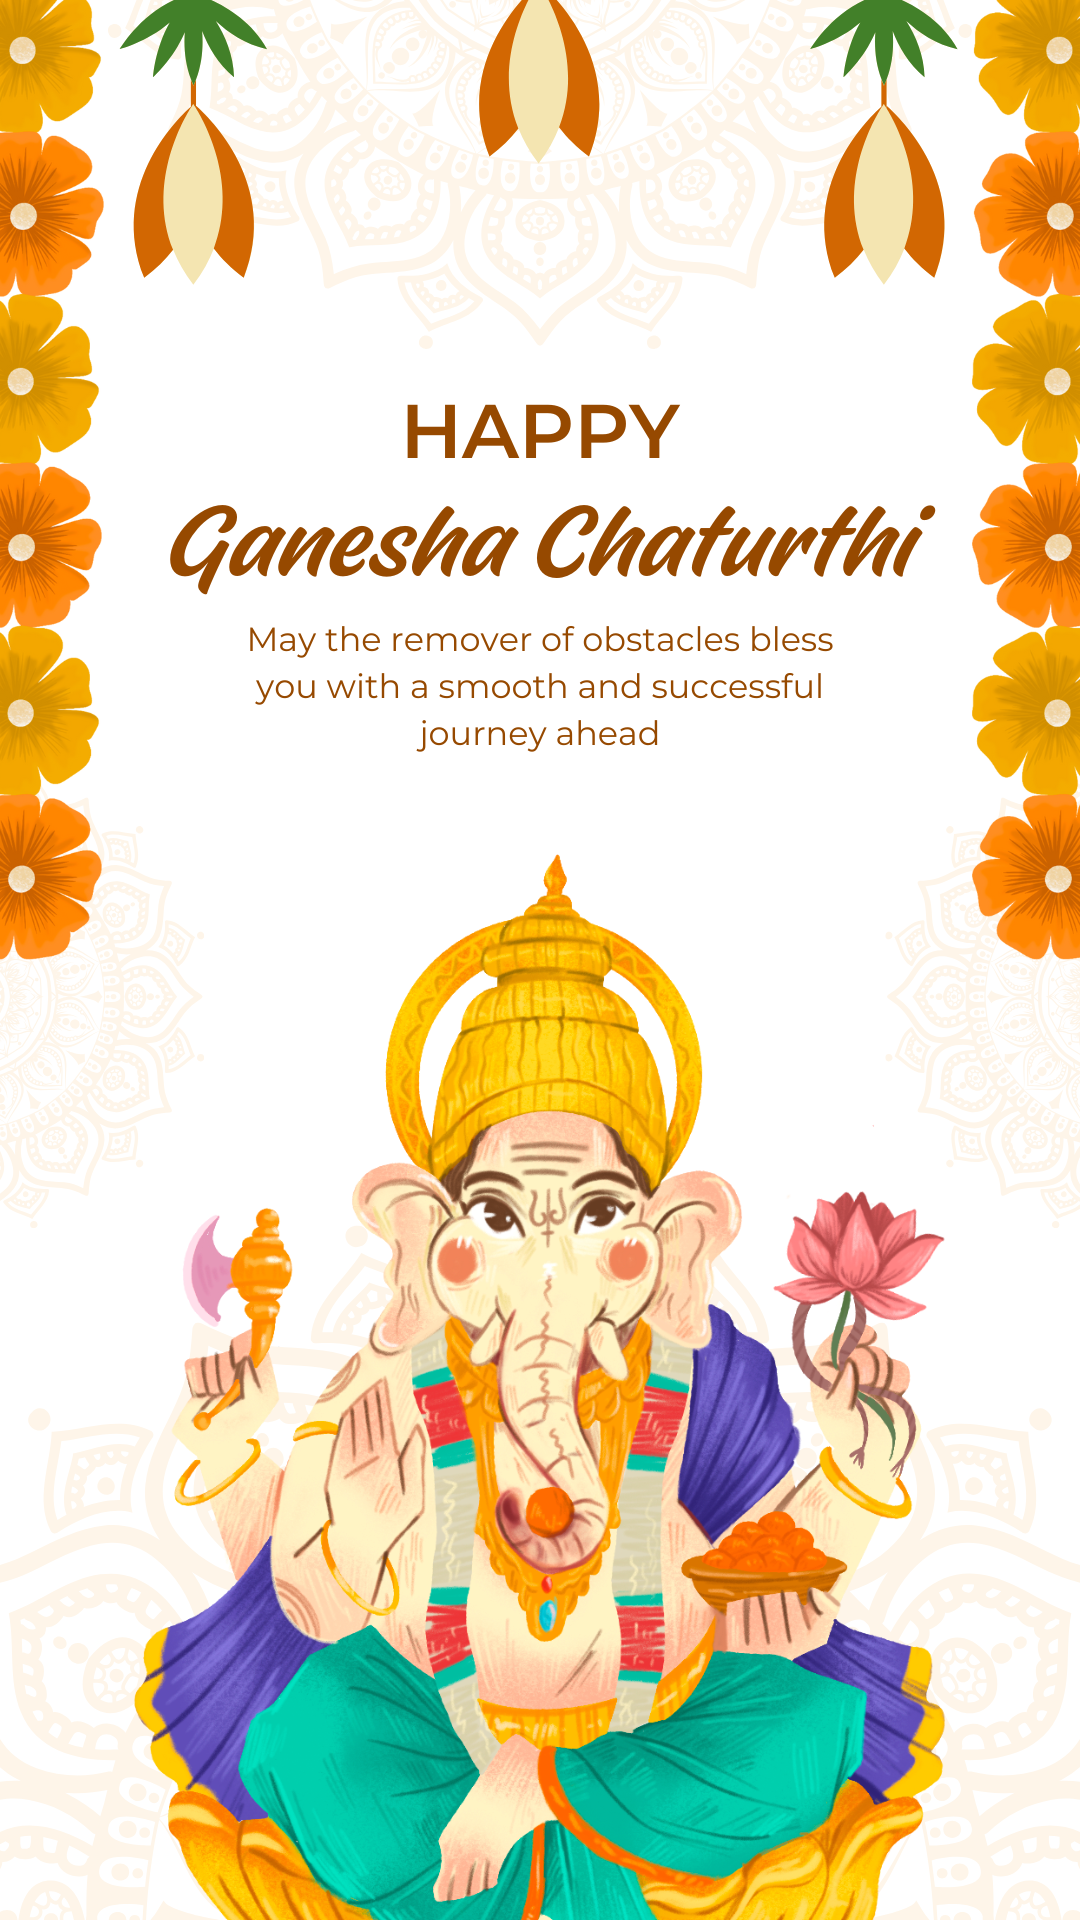 HAPPY
Ganesha Chaturthi
May the remover of obstacles bless
you with a smooth and successful
journey ahead